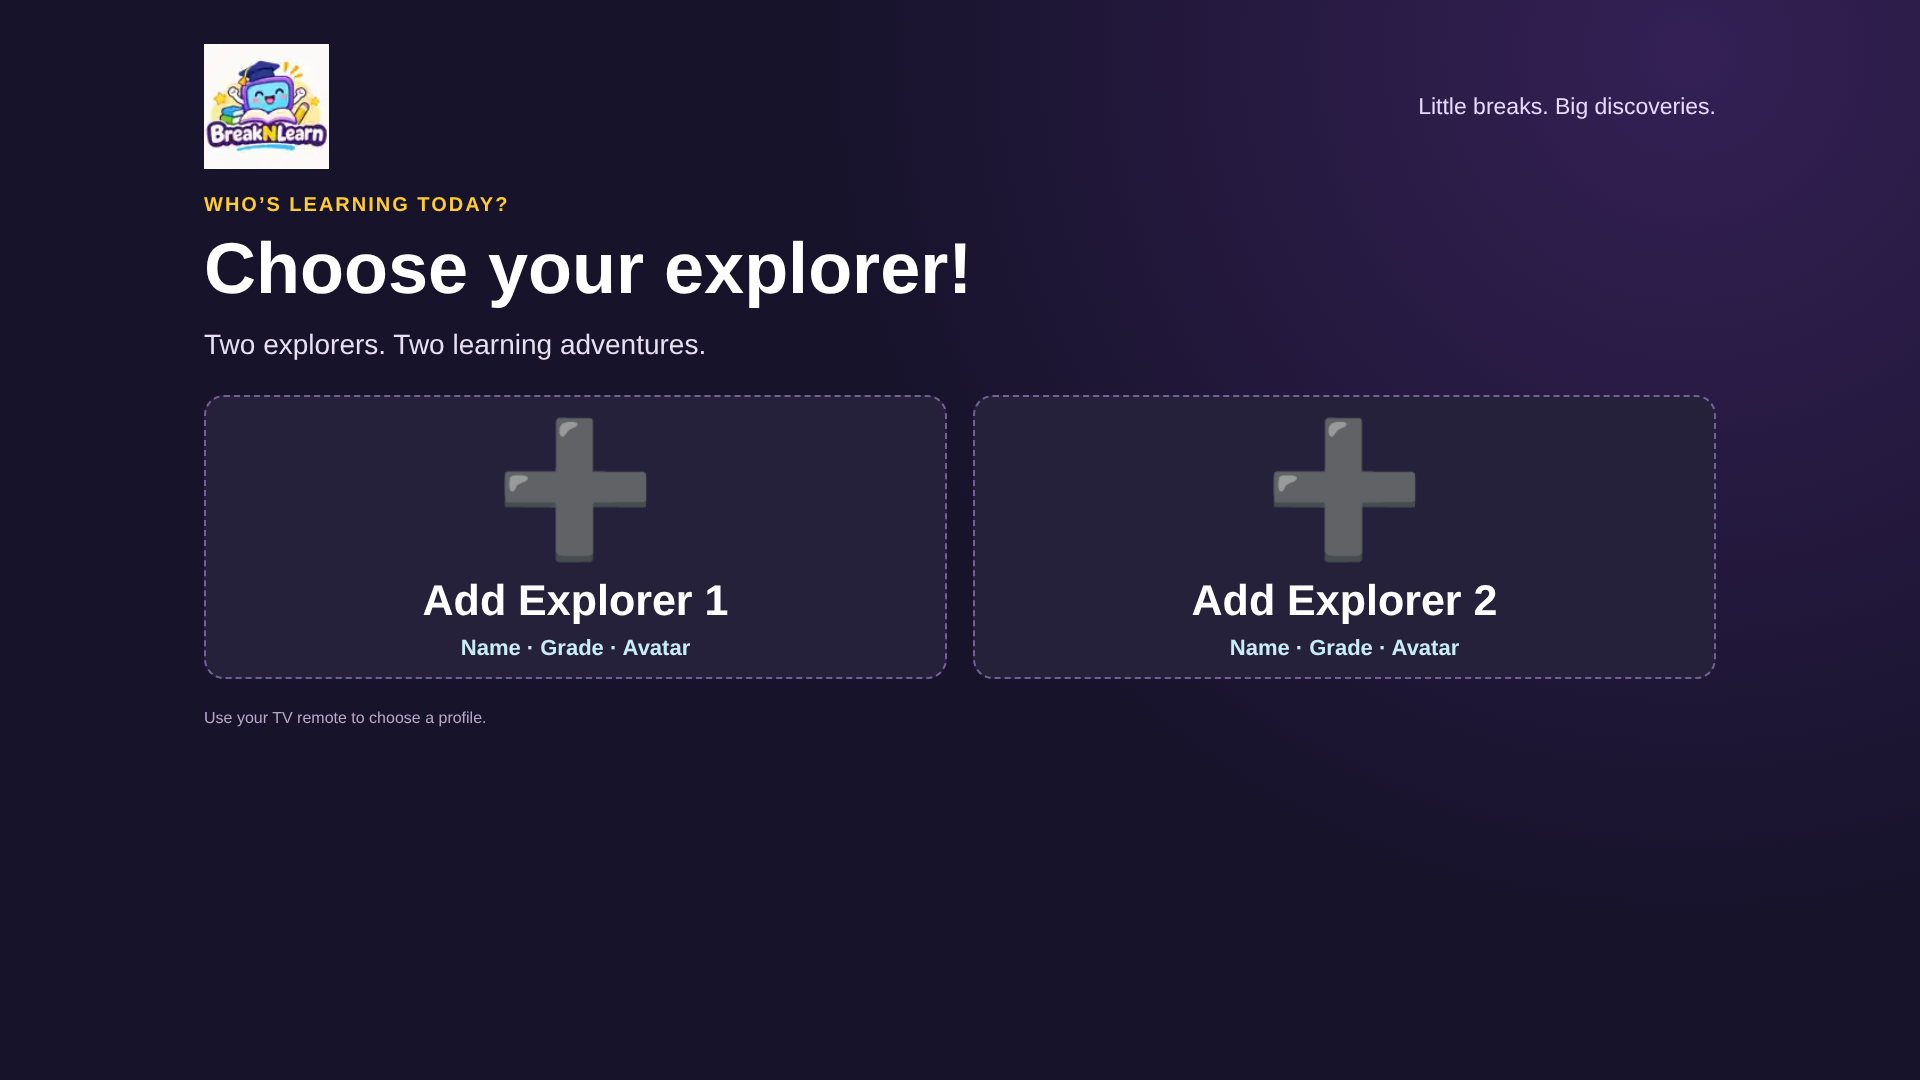 BreakNLearn
Little breaks. Big discoveries.
WHO’S LEARNING TODAY?
Choose your explorer!
Two explorers. Two learning adventures.
Add Explorer 1
Name · Grade · Avatar
Add Explorer 2
Name · Grade · Avatar
Use your TV remote to choose a profile.